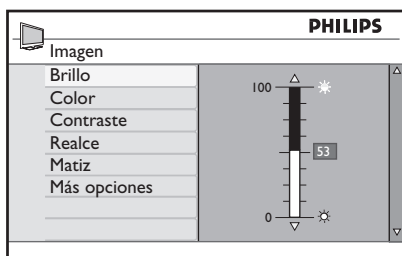 PHILIPS
Imagen
Brillo
Color
Contraste
Realce
Matiz
Más opciones
100
53
0